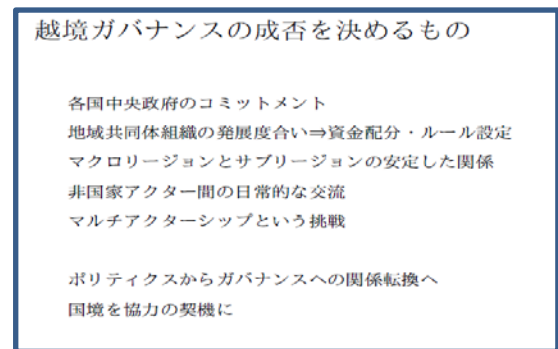 越境ガバナンスの成否を決めるもの
各国中央政府のコミットメント
地域共同体組織の発展度合い⇒資金配分・ルール設定
マクロリージョンとサブリージョンの安定した関係
非国家アクター間の日常的な交流
マルチアクターシップという挑戦
ポリティクスからガバナンスへの関係転換へ
国境を協力の契機に